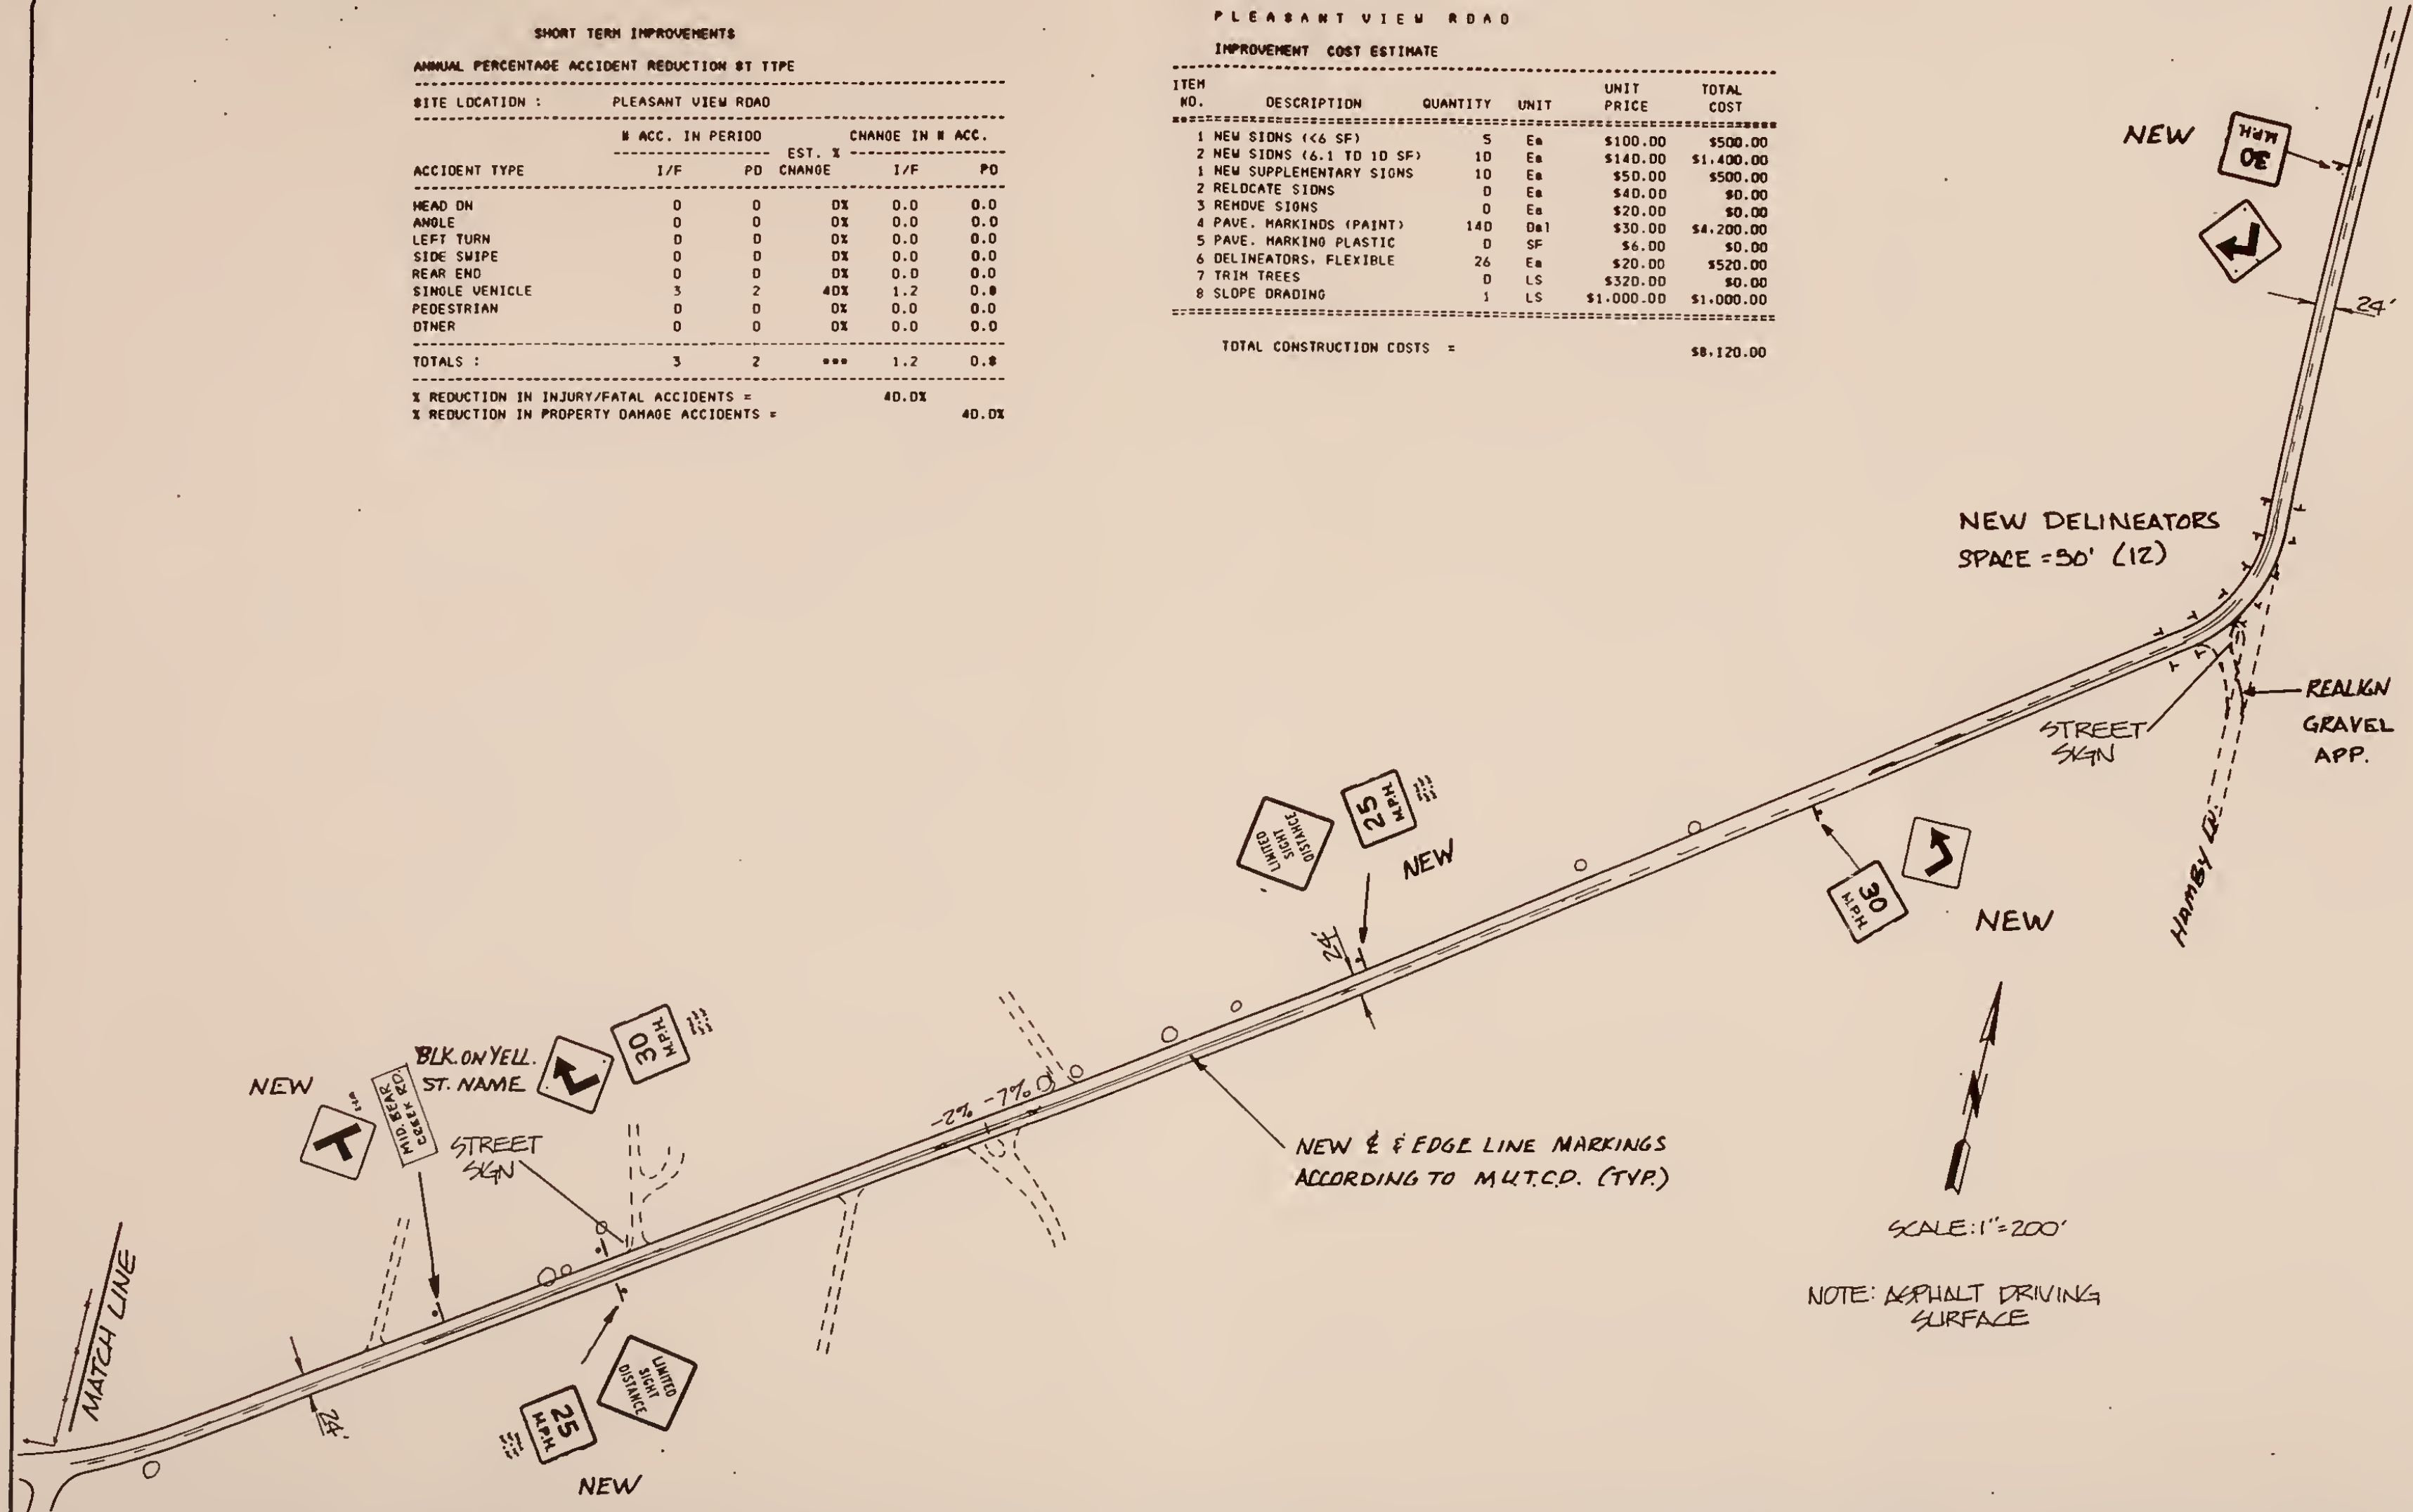 SHORT TERM IMPROVEMENTS
ANNUAL PERCENTAGE ACCIDENT REDUCTION BT TTPE
SITE LOCATION : PLEASANT VIEW ROAD
# ACC. IN PERIOD CHANGE IN # ACC.
EST. %
ACCIDENT TYPE I/F PD CHANGE I/F PD
HEAD ON 0 0 0% 0.0 0.0
ANGLE 0 0 0% 0.0 0.0
LEFT TURN 0 0 0% 0.0 0.0
SIDE SWIPE 0 0 0% 0.0 0.0
REAR END 0 0 0% 0.0 0.0
SINGLE VEHICLE 3 2 40% 1.2 0.8
PEDESTRIAN 0 0 0% 0.0 0.0
OTHER 0 0 0% 0.0 0.0
TOTALS : 3 2 *** 1.2 0.8
% REDUCTION IN INJURY/FATAL ACCIDENTS = 40.0%
% REDUCTION IN PROPERTY DAMAGE ACCIDENTS = 40.0%
PLEASANT VIEW ROAD
IMPROVEMENT COST ESTIMATE
ITEM UNIT TOTAL
NO. DESCRIPTION QUANTITY UNIT PRICE COST
1 NEW SIGNS (<6 SF) 5 Ea $100.00 $500.00
2 NEW SIGNS (6.1 TO 10 SF) 10 Ea $140.00 $1,400.00
1 NEW SUPPLEMENTARY SIGNS 10 Ea $50.00 $500.00
2 RELOCATE SIGNS 0 Ea $40.00 $0.00
3 REMOVE SIGNS 0 Ea $20.00 $0.00
4 PAVE. MARKINGS (PAINT) 140 Gal $30.00 $4,200.00
5 PAVE. MARKING PLASTIC 0 SF $6.00 $0.00
6 DELINEATORS, FLEXIBLE 26 Ea $20.00 $520.00
7 TRIM TREES 0 LS $320.00 $0.00
8 SLOPE GRADING 1 LS $1,000.00 $1,000.00
TOTAL CONSTRUCTION COSTS = $8,120.00
NEW
30
M.P.H.
24'
NEW DELINEATORS
SPACE = 50' (12)
REALIGN
GRAVEL
APP.
STREET
SIGN
HAMBY LN.
LIMITED
SIGHT
DISTANCE
25
M.P.H.
NEW
24'
30
M.P.H.
NEW
NEW
MID. BEAR
CREEK RD.
BLK. ON YELL.
ST. NAME
30
M.P.H.
STREET
SIGN
-2% -7%
NEW ℄ & EDGE LINE MARKINGS
ACCORDING TO M.U.T.C.D. (TYP.)
SCALE: 1"=200'
NOTE: ASPHALT DRIVING
SURFACE
MATCH LINE
24'
LIMITED
SIGHT
DISTANCE
25
M.P.H.
NEW